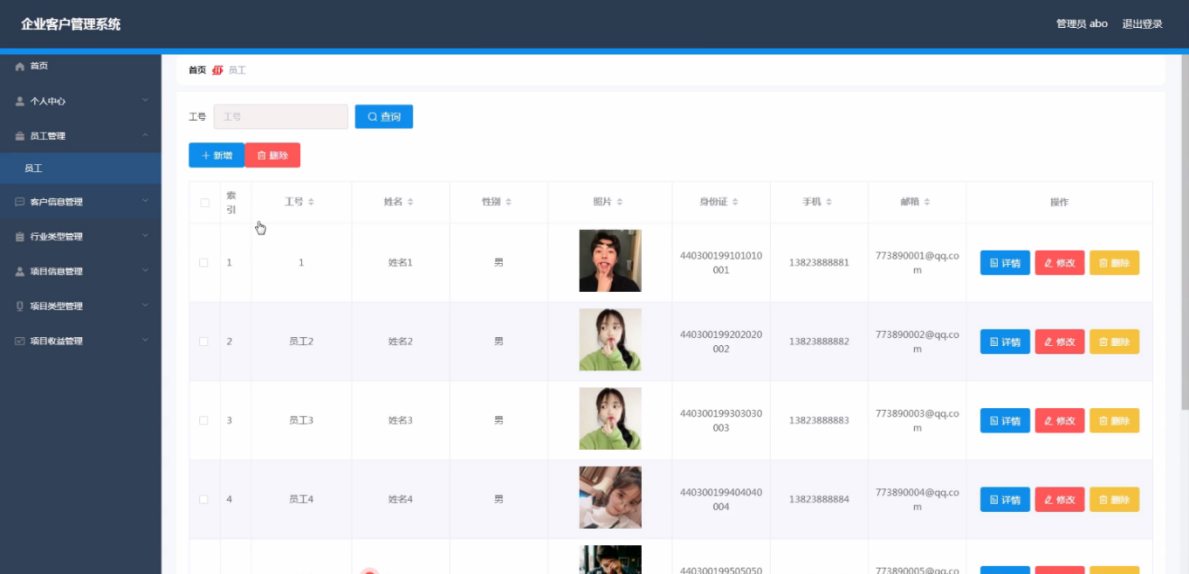 企业客户管理系统
管理员 abo 退出登录
首页
个人中心
员工管理
员工
客户信息管理
行业类型管理
项目信息管理
项目类型管理
项目收益管理
首页 员工
工号 工号 查询
新增 删除
索引 工号 姓名 性别 照片 身份证 手机 邮箱 操作
1 1 姓名1 男 440300199101010001 13823888881 773890001@qq.com 详情 修改 删除
2 员工2 姓名2 男 440300199202020002 13823888882 773890002@qq.com 详情 修改 删除
3 员工3 姓名3 男 440300199303030003 13823888883 773890003@qq.com 详情 修改 删除
4 员工4 姓名4 男 440300199404040004 13823888884 773890004@qq.com 详情 修改 删除
440300199505050 773890005@qq.co